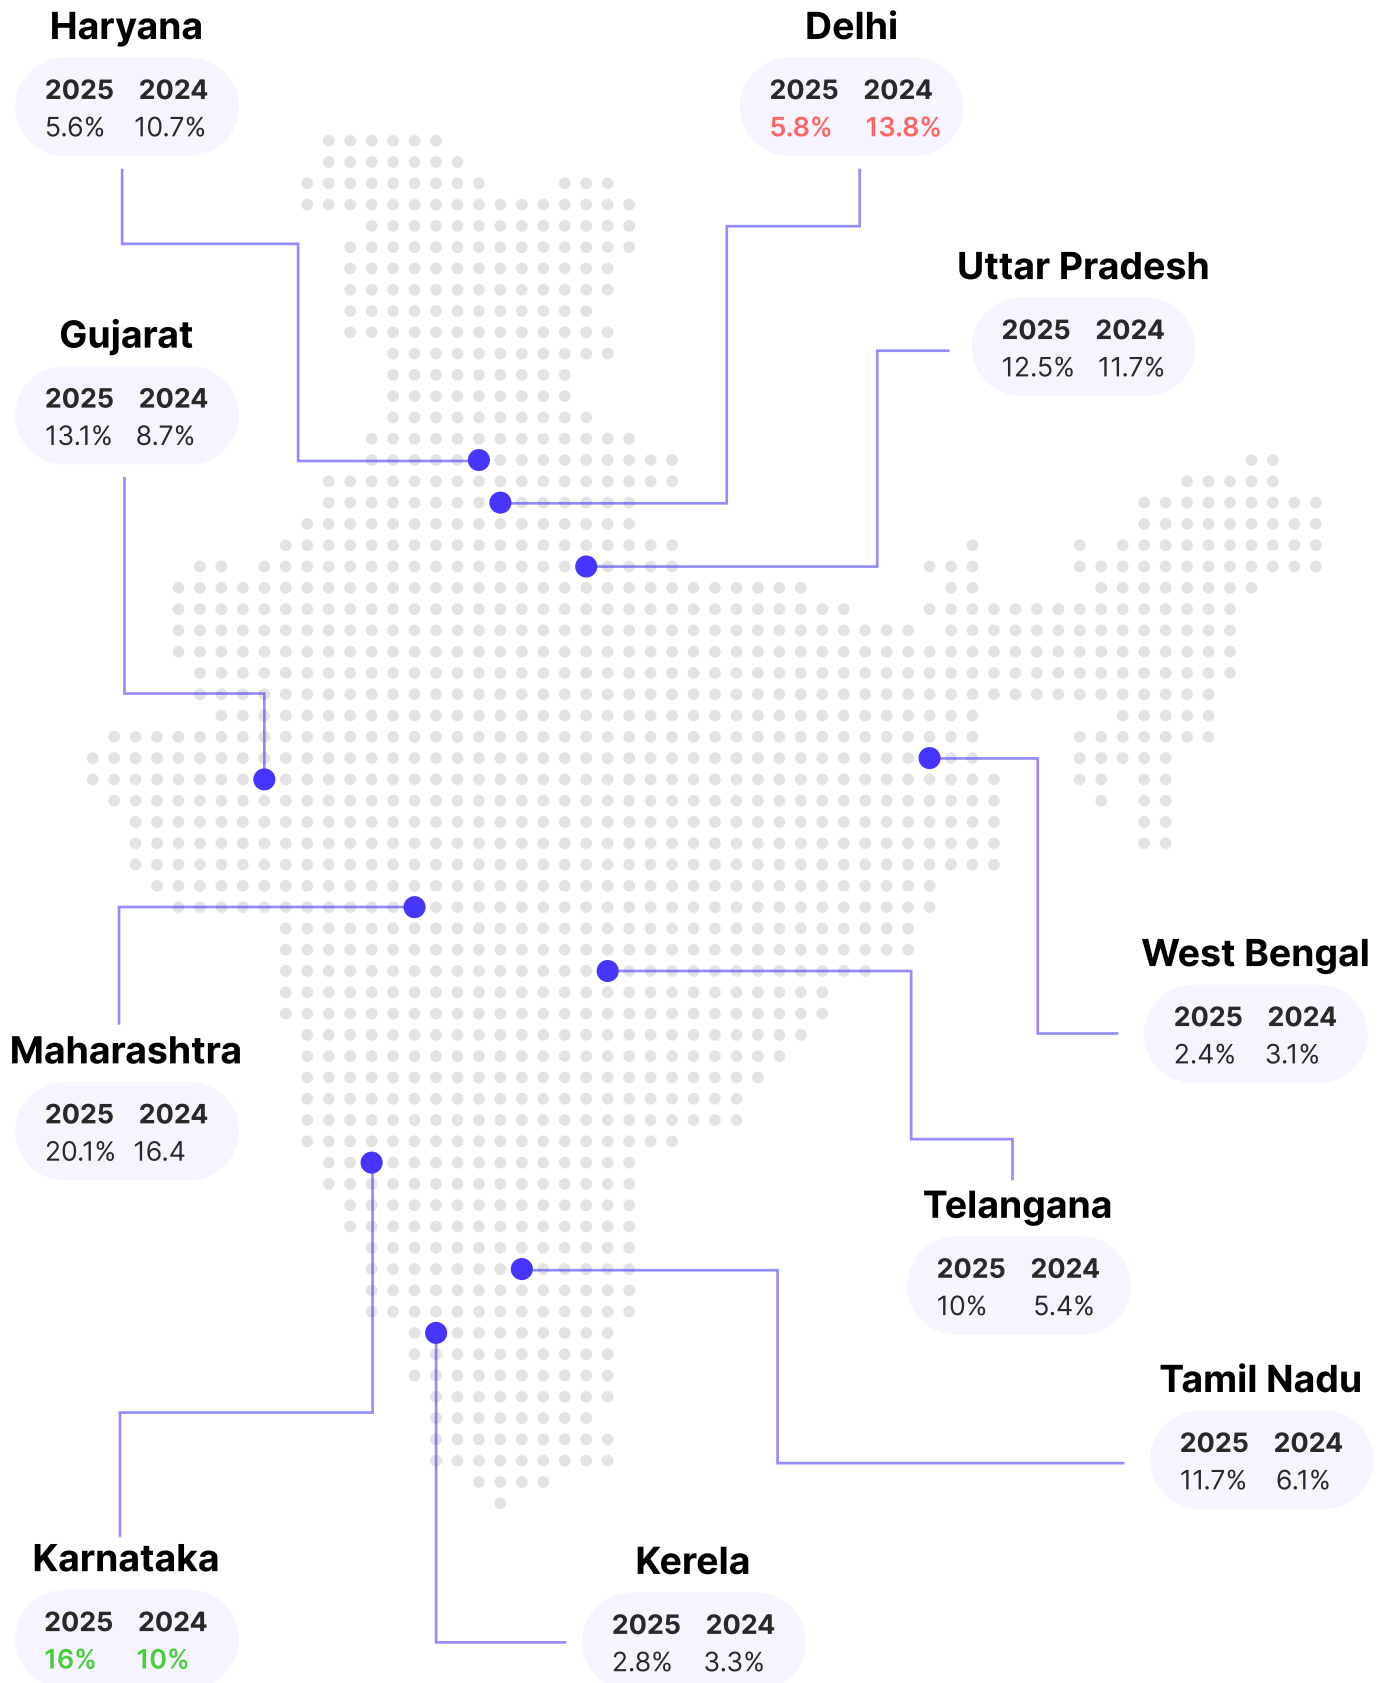 Haryana
2025 2024
5.6% 10.7%
Delhi
2025 2024
5.8% 13.8%
Uttar Pradesh
2025 2024
12.5% 11.7%
Gujarat
2025 2024
13.1% 8.7%
West Bengal
2025 2024
2.4% 3.1%
Maharashtra
2025 2024
20.1% 16.4
Telangana
2025 2024
10% 5.4%
Tamil Nadu
2025 2024
11.7% 6.1%
Karnataka
2025 2024
16% 10%
Kerela
2025 2024
2.8% 3.3%